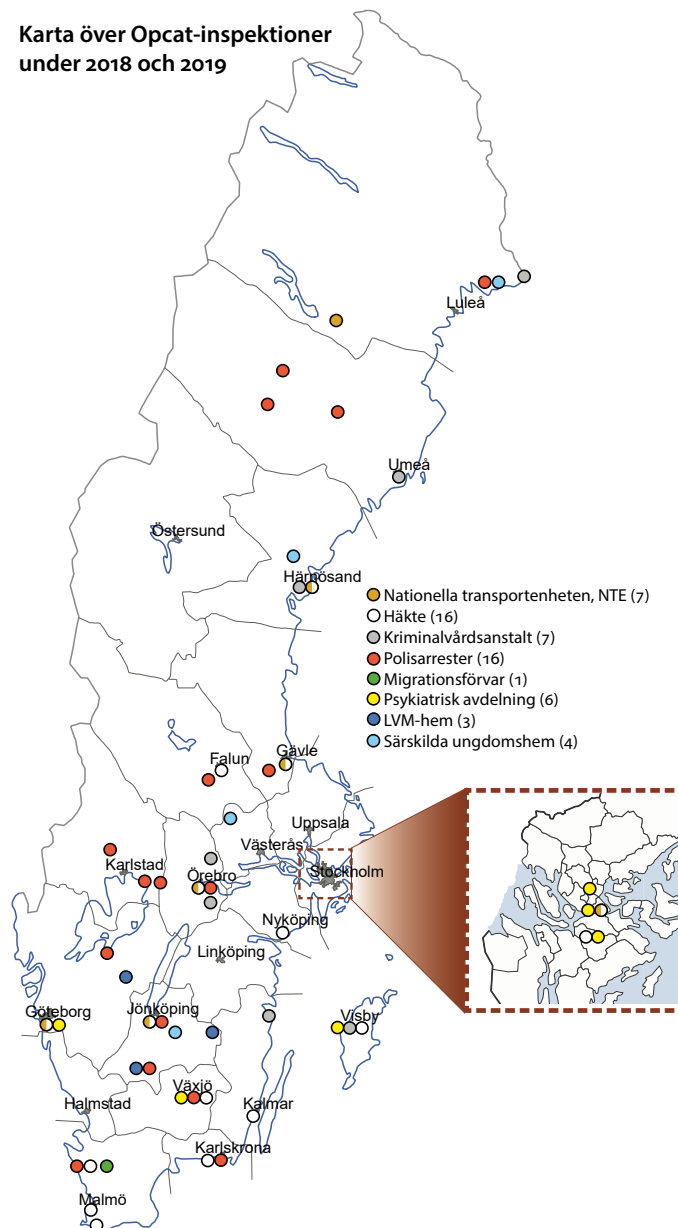 Karta över Opcat-inspektioner
under 2018 och 2019
Luleå
Umeå
Östersund
Härnösand
Nationella transportenheten, NTE (7)
Häkte (16)
Kriminalvårdsanstalt (7)
Polisarrester (16)
Migrationsförvar (1)
Psykiatrisk avdelning (6)
LVM-hem (3)
Särskilda ungdomshem (4)
Gävle
Falun
Uppsala
Västerås
Karlstad
Stockholm
Örebro
Nyköping
Linköping
Göteborg
Jönköping
Visby
Växjö
Halmstad
Kalmar
Karlskrona
Malmö